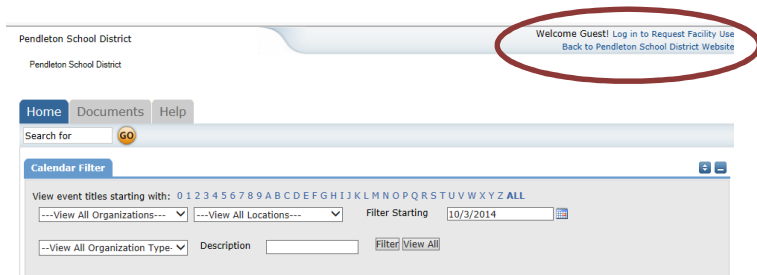 Pendleton School District
Welcome Guest! Log in to Request Facility Use
Back to Pendleton School District Website
Pendleton School District
Home Documents Help
Search for GO
Calendar Filter
View event titles starting with: 0 1 2 3 4 5 6 7 8 9 A B C D E F G H I J K L M N O P Q R S T U V W X Y Z ALL
---View All Organizations--- ---View All Locations--- Filter Starting 10/3/2014
--View All Organization Type- Description Filter View All